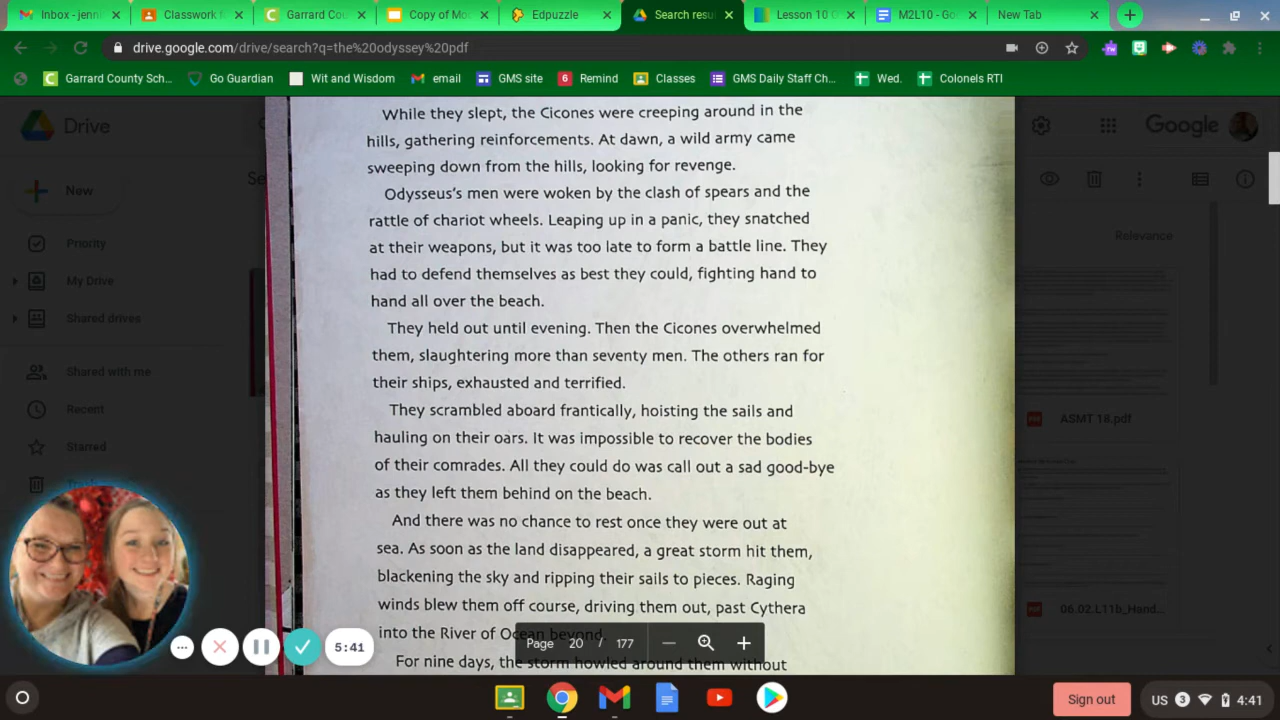 Inbox - jenni
Classwork f
Garrard Cou
Copy of Mo
Edpuzzle
Search resu
Lesson 10 G
M2L10 - Go
New Tab
drive.google.com/drive/search?q=the%20odyssey%20pdf
Garrard County Sch...
Go Guardian
Wit and Wisdom
email
GMS site
6 Remind
Classes
GMS Daily Staff Ch...
Wed.
Colonels RTI
Drive
Google
New
Priority
My Drive
Shared drives
Shared with me
Recent
Starred
Relevance
ASMT 18.pdf
06.02.L11b_Hand...
While they slept, the Cicones were creeping around in the
hills, gathering reinforcements. At dawn, a wild army came
sweeping down from the hills, looking for revenge.
Odysseus's men were woken by the clash of spears and the
rattle of chariot wheels. Leaping up in a panic, they snatched
at their weapons, but it was too late to form a battle line. They
had to defend themselves as best they could, fighting hand to
hand all over the beach.
They held out until evening. Then the Cicones overwhelmed
them, slaughtering more than seventy men. The others ran for
their ships, exhausted and terrified.
They scrambled aboard frantically, hoisting the sails and
hauling on their oars. It was impossible to recover the bodies
of their comrades. All they could do was call out a sad good-bye
as they left them behind on the beach.
And there was no chance to rest once they were out at
sea. As soon as the land disappeared, a great storm hit them,
blackening the sky and ripping their sails to pieces. Raging
winds blew them off course, driving them out, past Cythera
into the River of Ocean beyond.
For nine days, the storm howled around them without
Page 20 / 177
5:41
Sign out
US 3 4:41